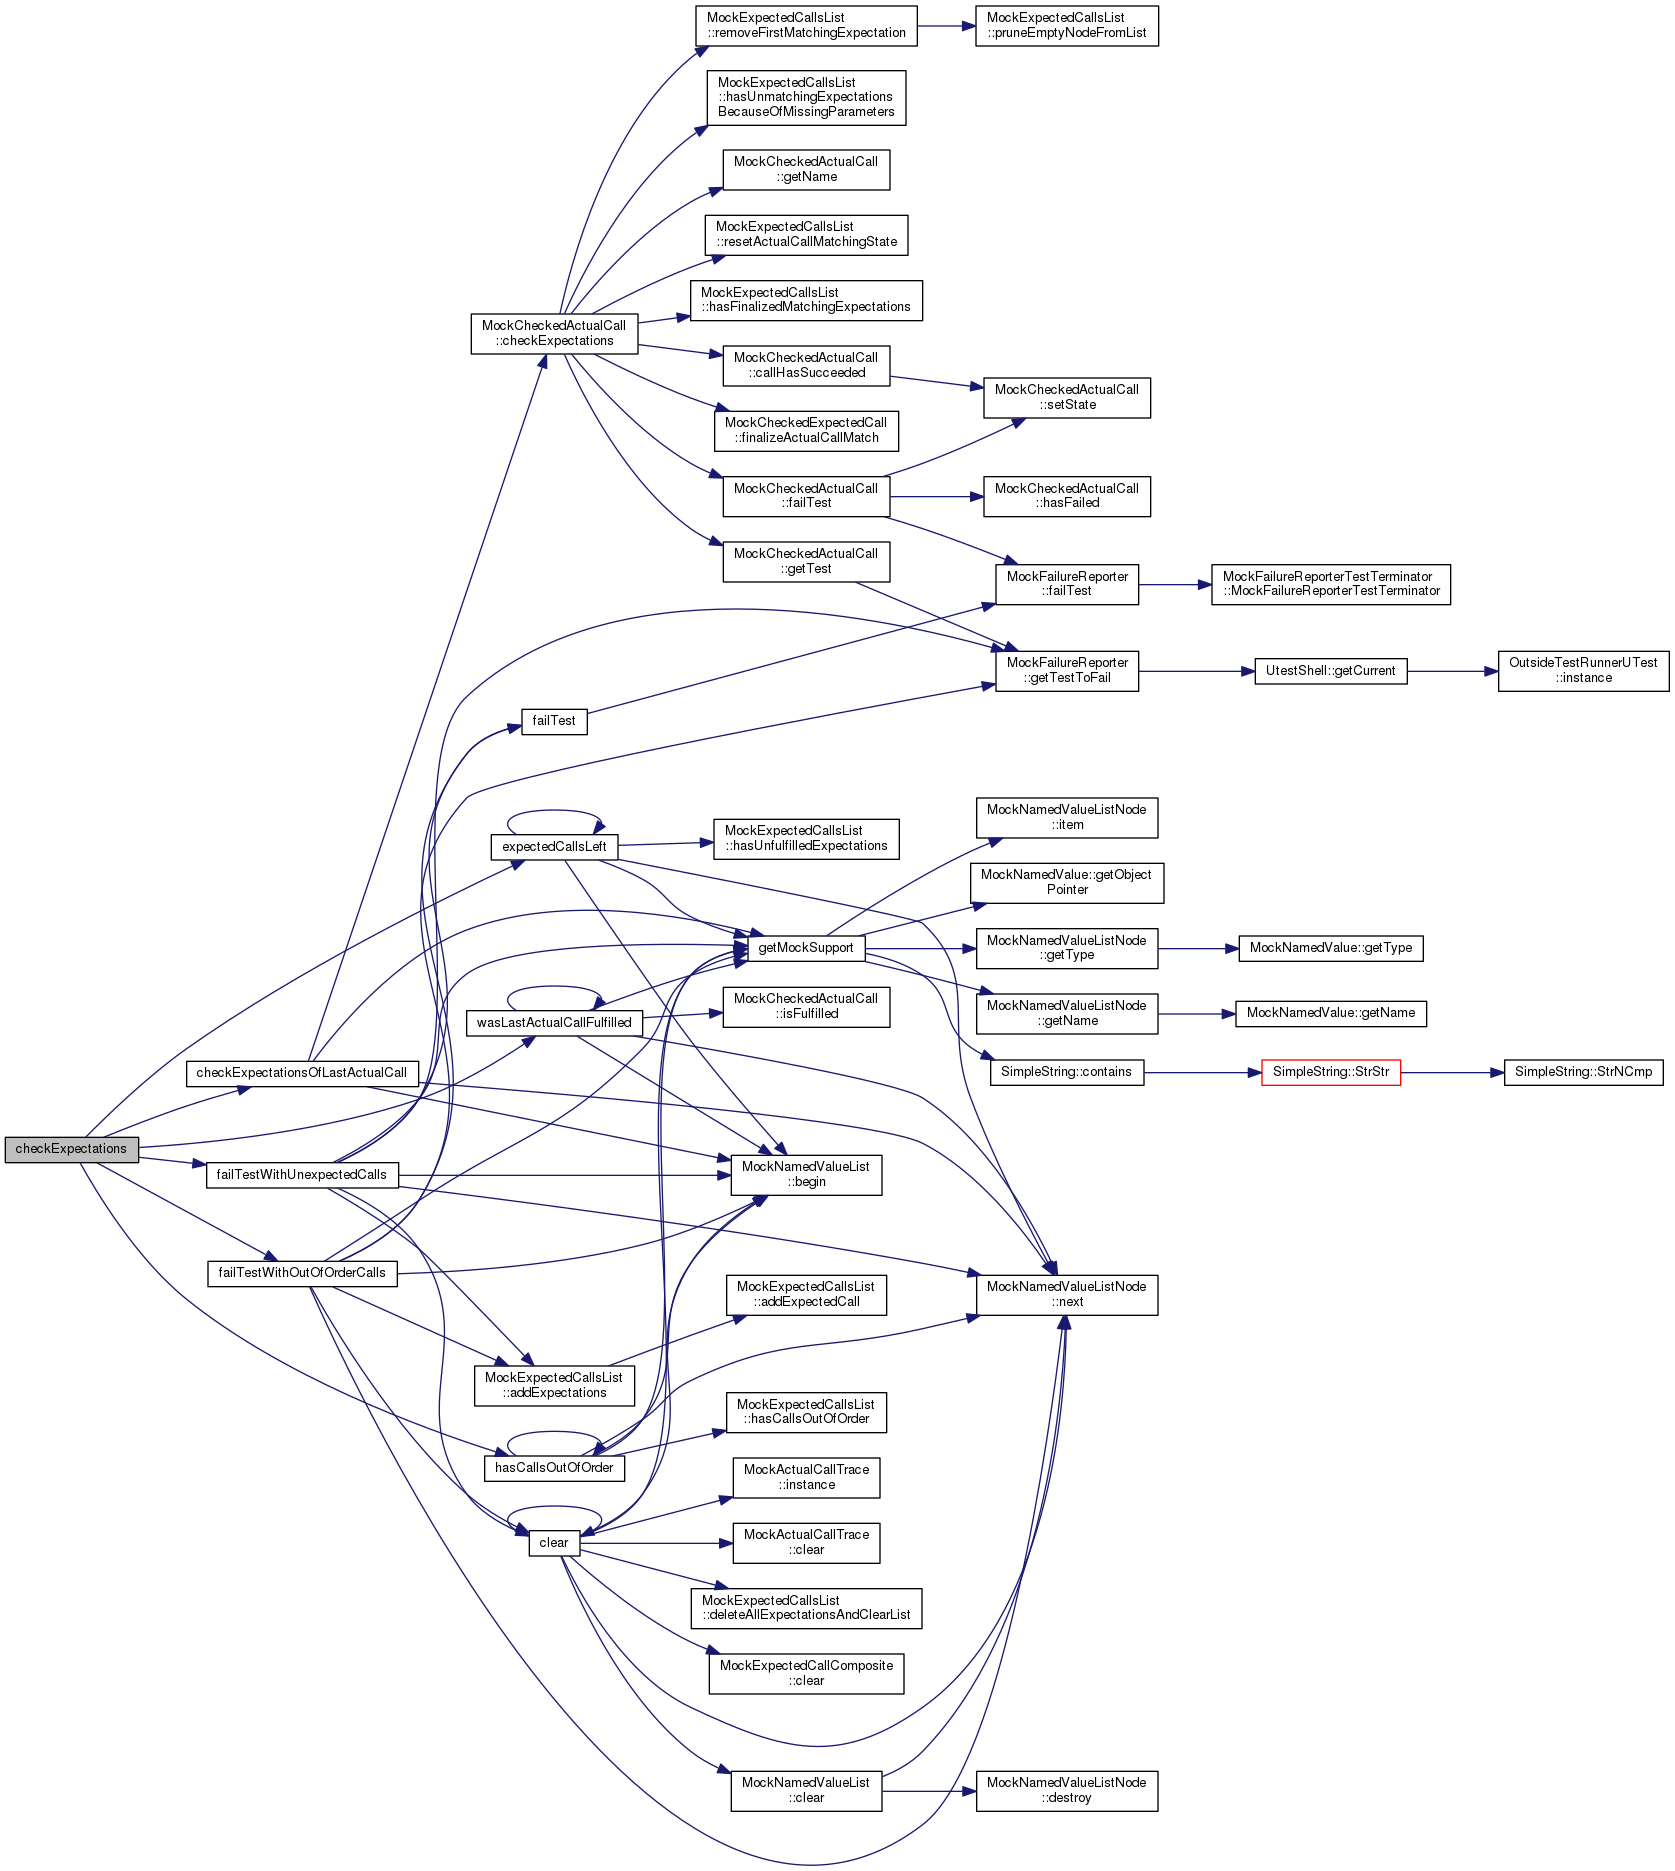 MockExpectedCallsList
::removeFirstMatchingExpectation
MockExpectedCallsList
::pruneEmptyNodeFromList
MockExpectedCallsList
::hasUnmatchingExpectations
BecauseOfMissingParameters
MockCheckedActualCall
::getName
MockExpectedCallsList
::resetActualCallMatchingState
MockExpectedCallsList
::hasFinalizedMatchingExpectations
MockCheckedActualCall
::checkExpectations
MockCheckedActualCall
::callHasSucceeded
MockCheckedActualCall
::setState
MockCheckedExpectedCall
::finalizeActualCallMatch
MockCheckedActualCall
::failTest
MockCheckedActualCall
::hasFailed
MockCheckedActualCall
::getTest
MockFailureReporter
::failTest
MockFailureReporterTestTerminator
::MockFailureReporterTestTerminator
MockFailureReporter
::getTestToFail
UtestShell::getCurrent
OutsideTestRunnerUTest
::instance
failTest
MockNamedValueListNode
::item
expectedCallsLeft
MockExpectedCallsList
::hasUnfulfilledExpectations
MockNamedValue::getObject
Pointer
getMockSupport
MockNamedValueListNode
::getType
MockNamedValue::getType
MockCheckedActualCall
::isFulfilled
MockNamedValueListNode
::getName
MockNamedValue::getName
wasLastActualCallFulfilled
checkExpectationsOfLastActualCall
SimpleString::contains
SimpleString::StrStr
SimpleString::StrNCmp
checkExpectations
failTestWithUnexpectedCalls
MockNamedValueList
::begin
failTestWithOutOfOrderCalls
MockExpectedCallsList
::addExpectedCall
MockNamedValueListNode
::next
MockExpectedCallsList
::addExpectations
MockExpectedCallsList
::hasCallsOutOfOrder
hasCallsOutOfOrder
MockActualCallTrace
::instance
clear
MockActualCallTrace
::clear
MockExpectedCallsList
::deleteAllExpectationsAndClearList
MockExpectedCallComposite
::clear
MockNamedValueList
::clear
MockNamedValueListNode
::destroy